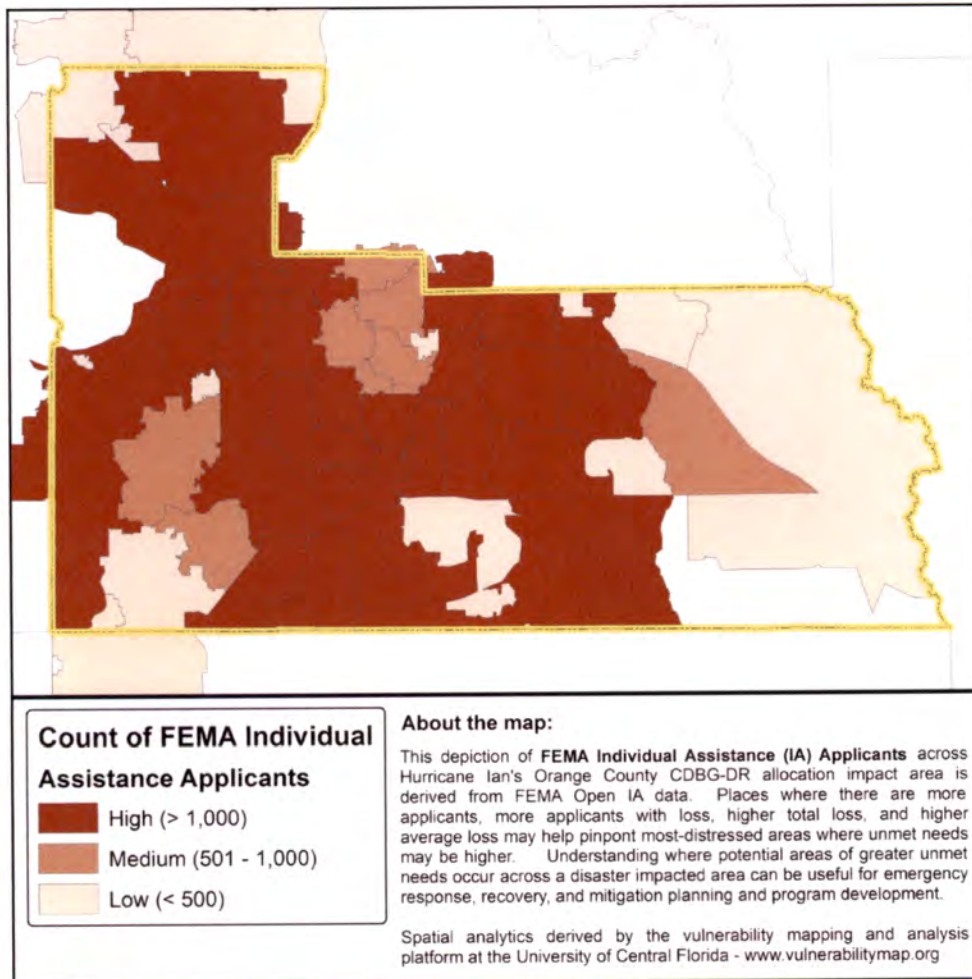 Count of FEMA Individual
Assistance Applicants
High (> 1,000)
Medium (501 - 1,000)
Low (< 500)
About the map:
This depiction of FEMA Individual Assistance (IA) Applicants across
Hurricane Ian's Orange County CDBG-DR allocation impact area is
derived from FEMA Open IA data. Places where there are more
applicants, more applicants with loss, higher total loss, and higher
average loss may help pinpont most-distressed areas where unmet needs
may be higher. Understanding where potential areas of greater unmet
needs occur across a disaster impacted area can be useful for emergency
response, recovery, and mitigation planning and program development.
Spatial analytics derived by the vulnerability mapping and analysis
platform at the University of Central Florida - www.vulnerabilitymap.org